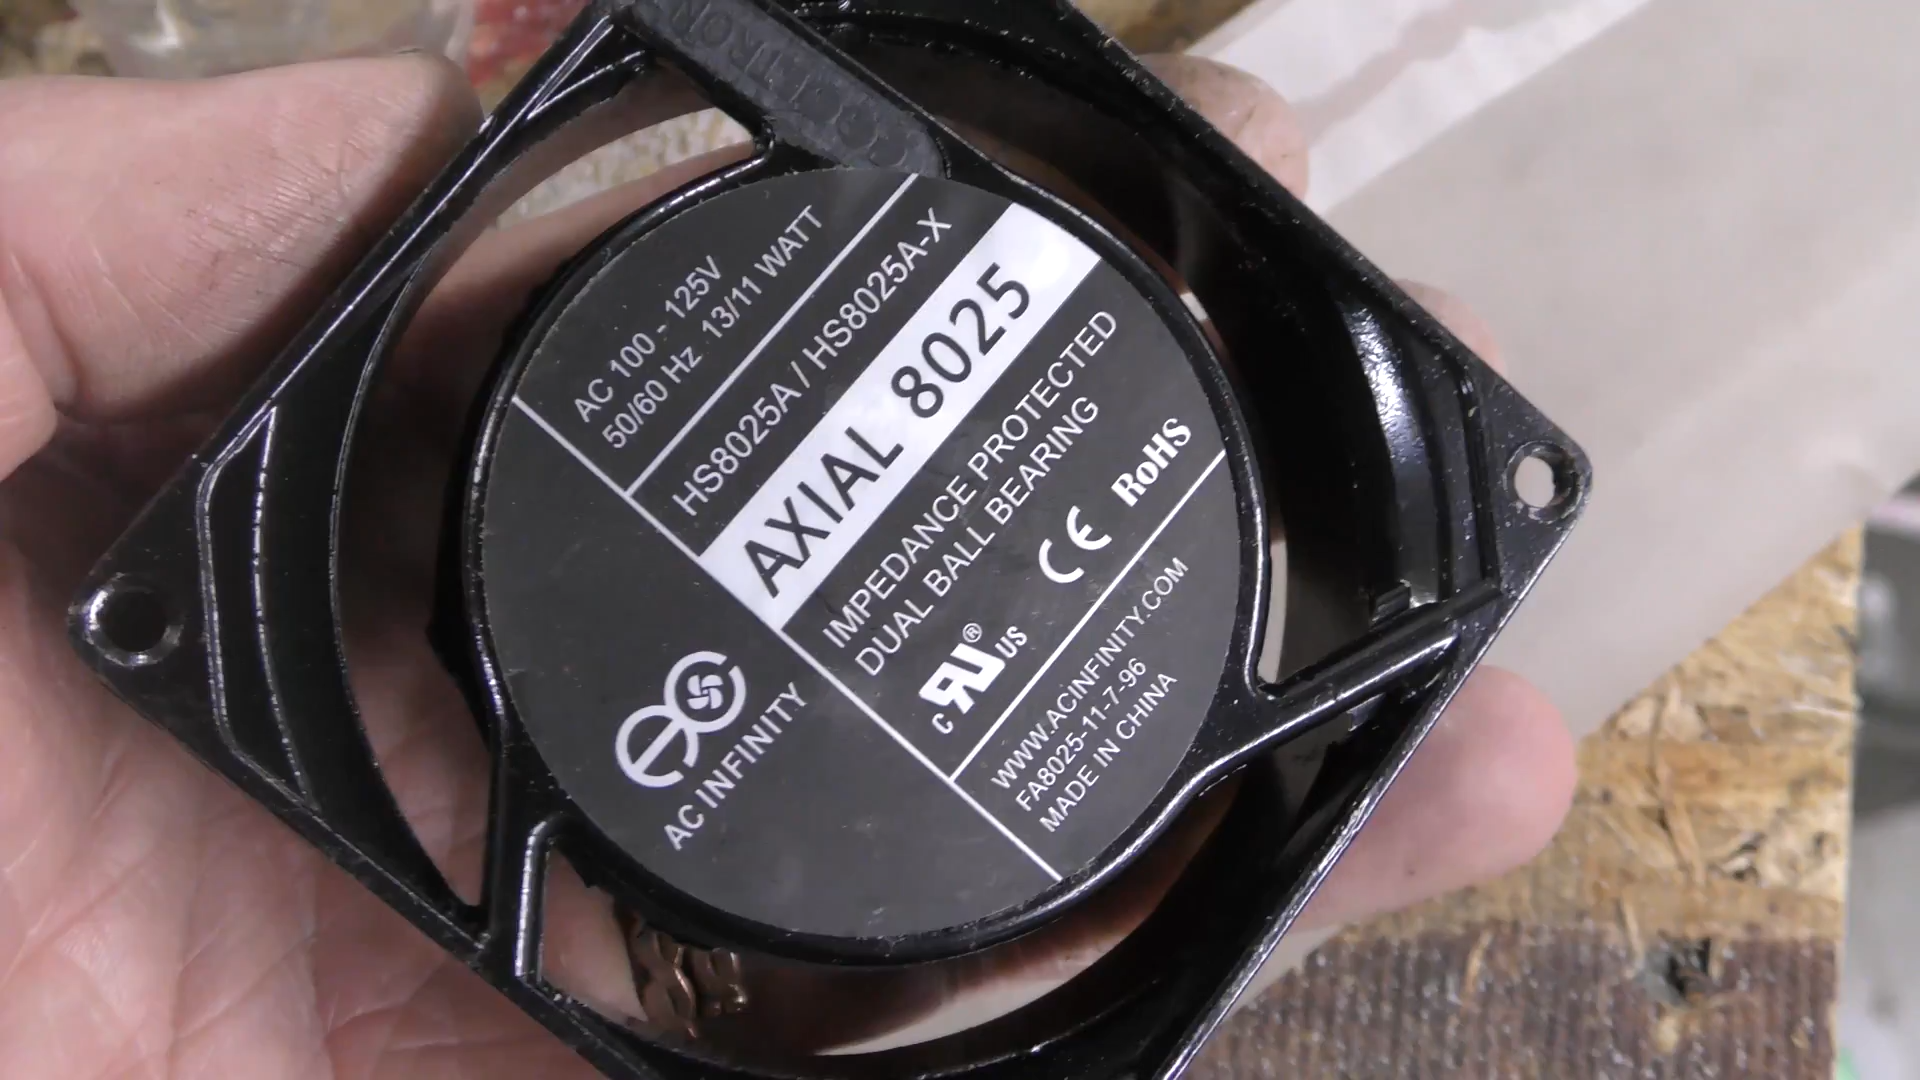 AC 100 - 125V
50/60 Hz 13/11 WATT
HS8025A / HS8025A-X
AXIAL 8025
IMPEDANCE PROTECTED
DUAL BALL BEARING
CE RoHS
c RU ® US
WWW.ACINFINITY.COM
FA8025-11-7-96
MADE IN CHINA
AC INFINITY